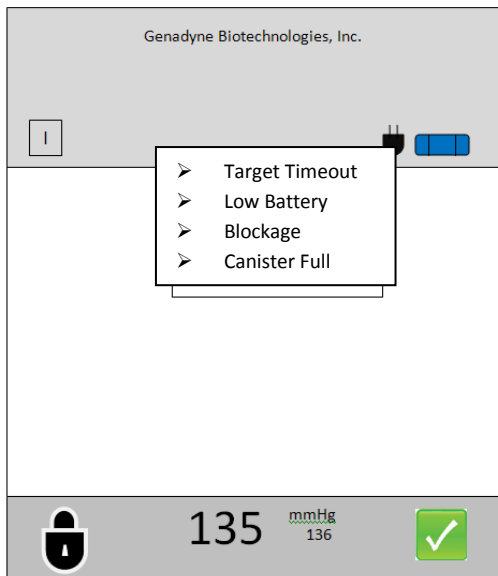 Genadyne Biotechnologies, Inc.
I
➢ Target Timeout
➢ Low Battery
➢ Blockage
➢ Canister Full
135 mmHg
136